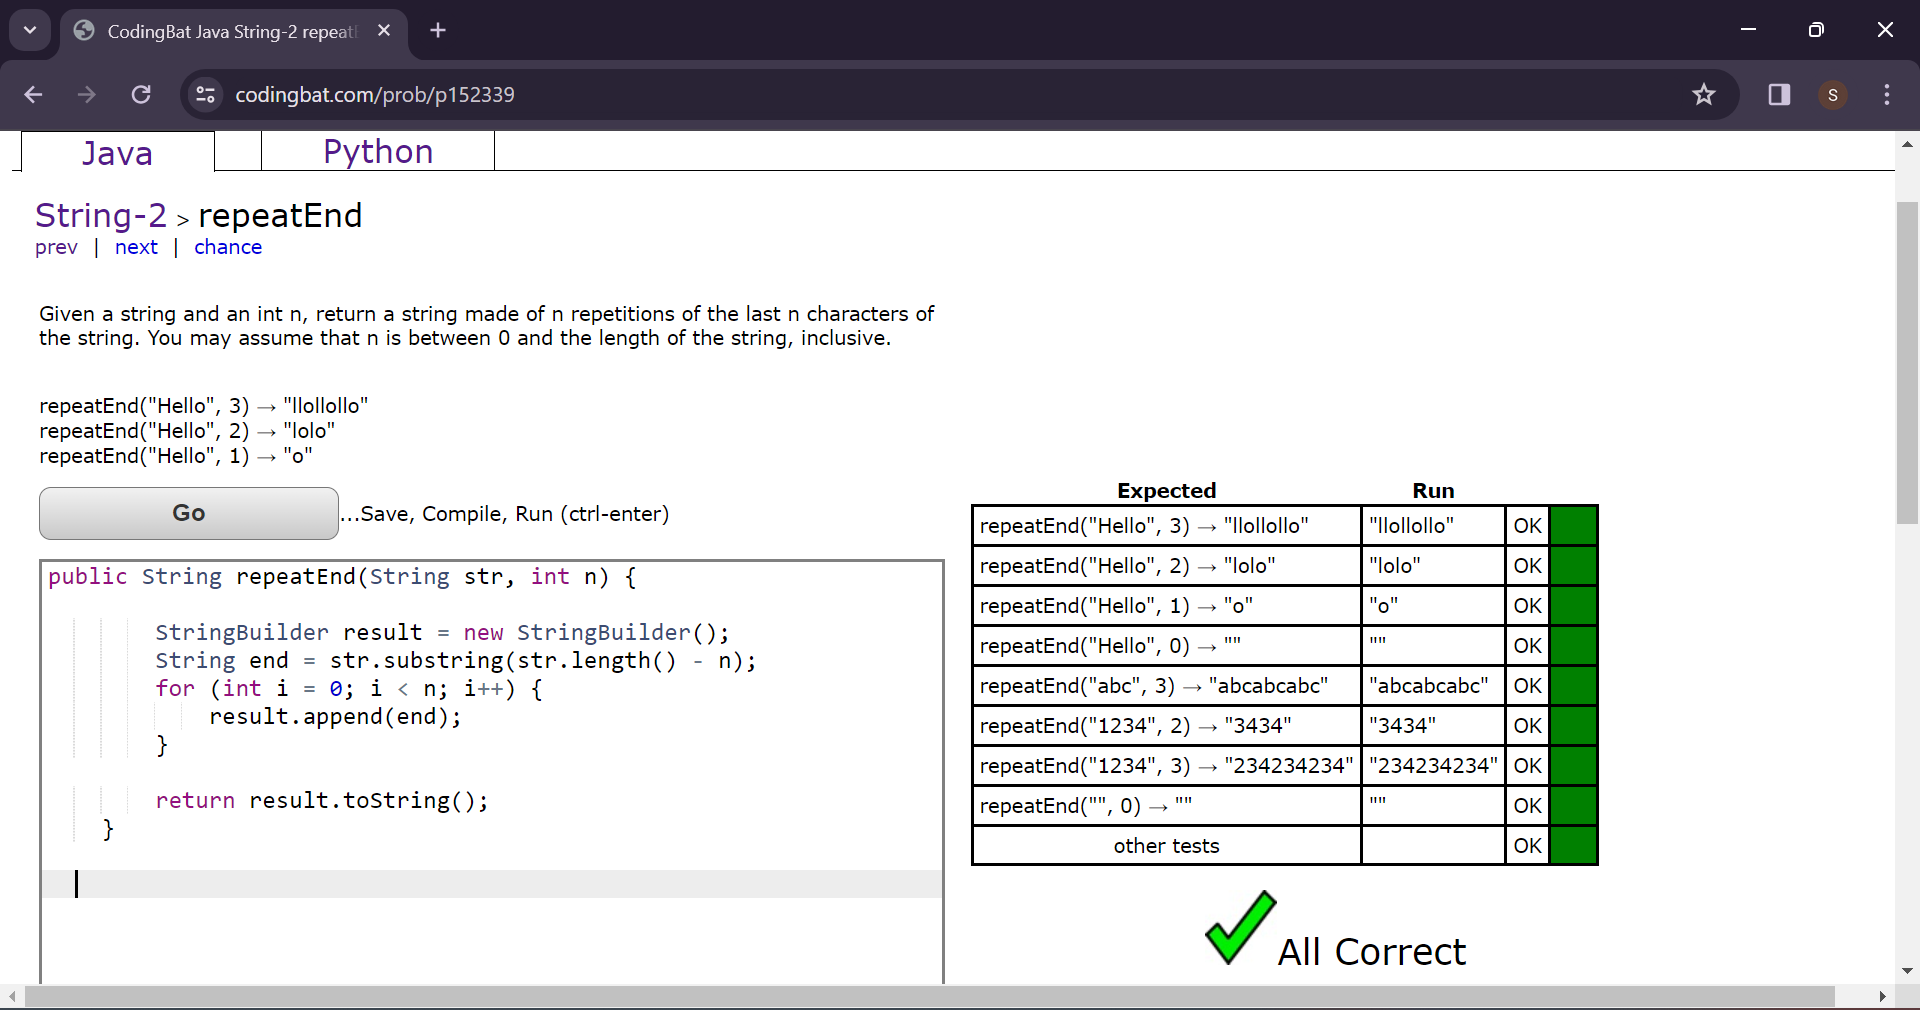 CodingBat Java String-2 repeatE
codingbat.com/prob/p152339
S
Java
Python
String-2 > repeatEnd
prev | next | chance
Given a string and an int n, return a string made of n repetitions of the last n characters of
the string. You may assume that n is between 0 and the length of the string, inclusive.
repeatEnd("Hello", 3) → "llollollo"
repeatEnd("Hello", 2) → "lolo"
repeatEnd("Hello", 1) → "o"
Go
...Save, Compile, Run (ctrl-enter)
public String repeatEnd(String str, int n) {
StringBuilder result = new StringBuilder();
String end = str.substring(str.length() - n);
for (int i = 0; i < n; i++) {
result.append(end);
}
return result.toString();
}
Expected Run
repeatEnd("Hello", 3) → "llollollo" "llollollo" OK
repeatEnd("Hello", 2) → "lolo" "lolo" OK
repeatEnd("Hello", 1) → "o" "o" OK
repeatEnd("Hello", 0) → "" "" OK
repeatEnd("abc", 3) → "abcabcabc" "abcabcabc" OK
repeatEnd("1234", 2) → "3434" "3434" OK
repeatEnd("1234", 3) → "234234234" "234234234" OK
repeatEnd("", 0) → "" "" OK
other tests OK
All Correct